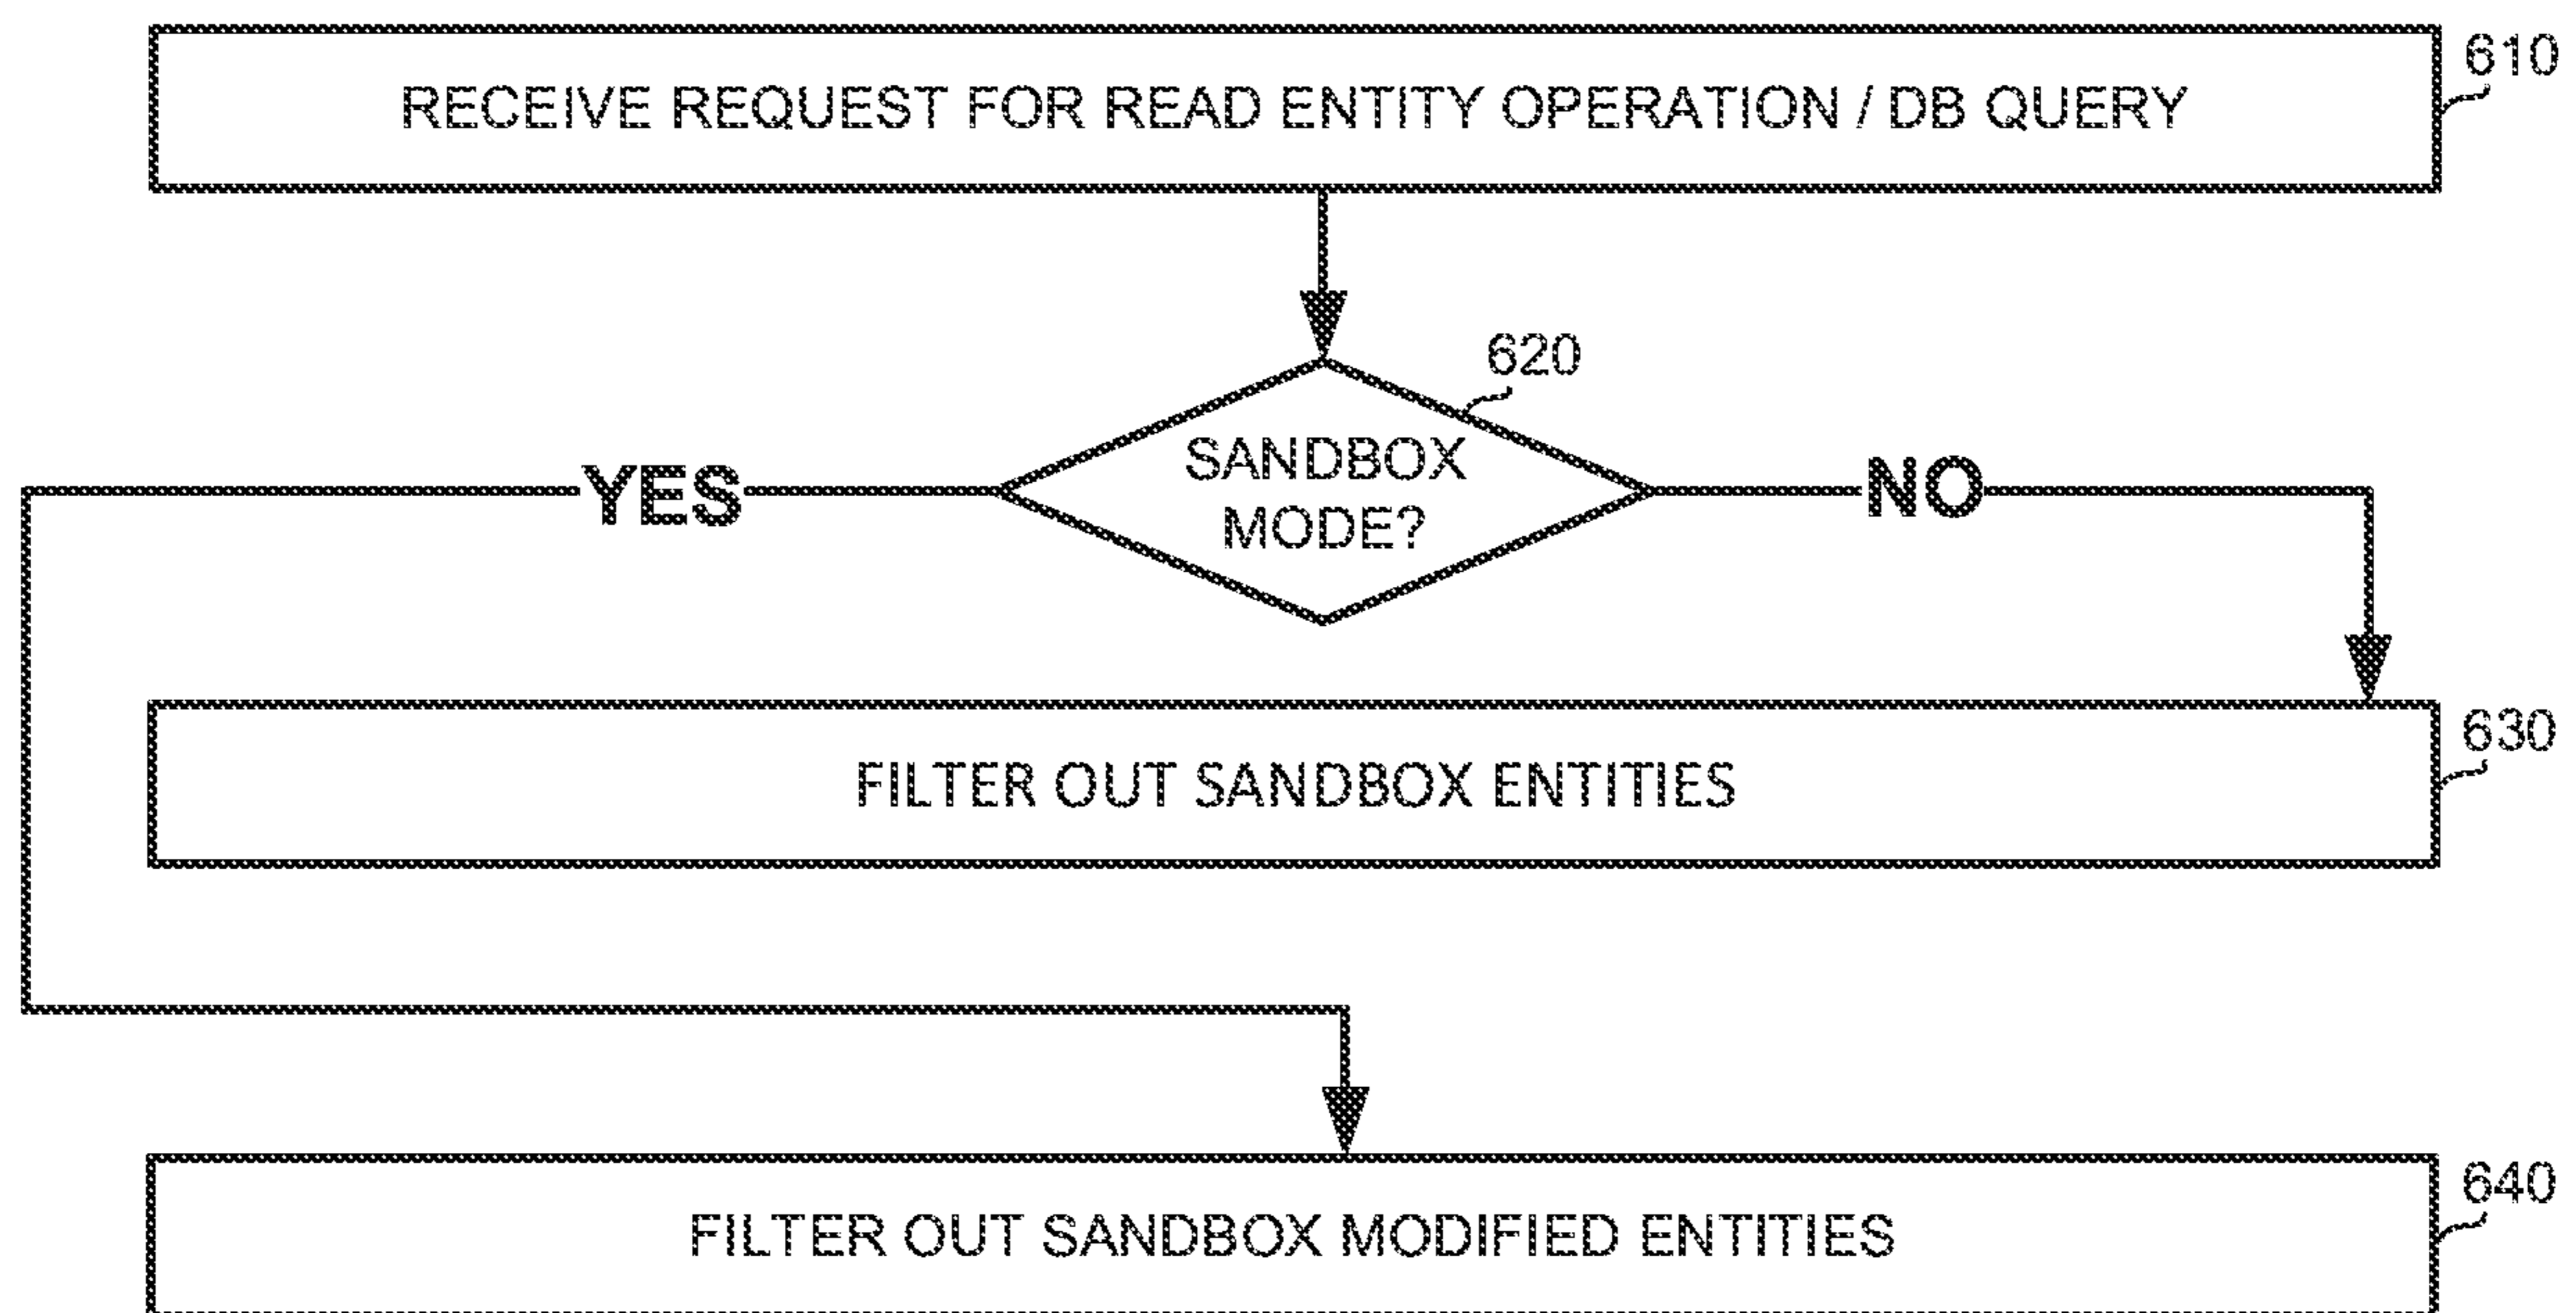 RECEIVE REQUEST FOR READ ENTITY OPERATION / DB QUERY
610
620
SANDBOX
MODE?
YES
NO
FILTER OUT SANDBOX ENTITIES
630
FILTER OUT SANDBOX MODIFIED ENTITIES
640